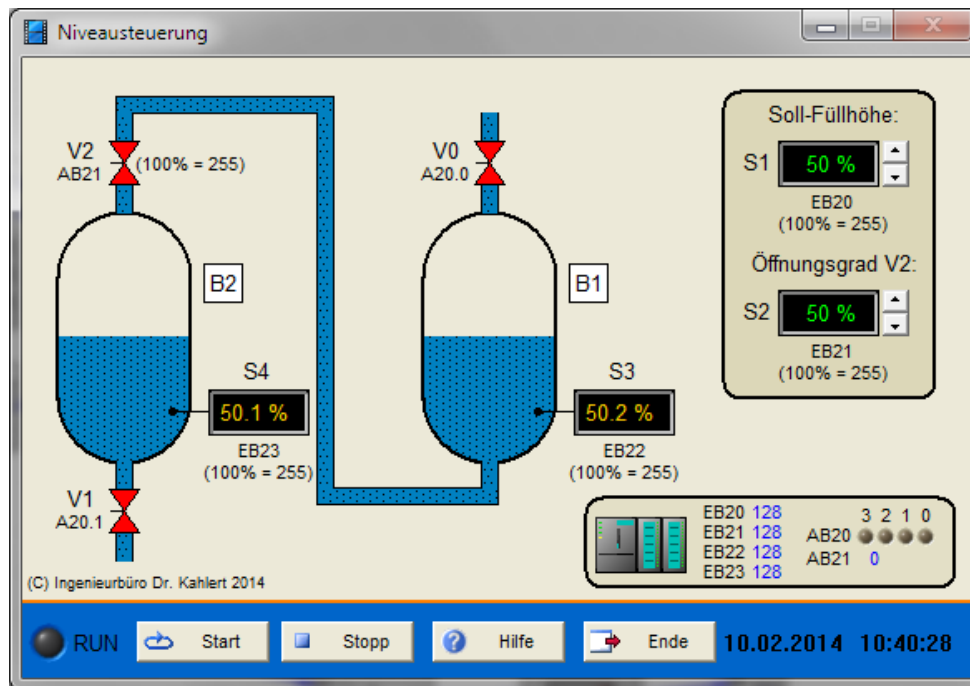 Niveausteuerung
V2
AB21
(100% = 255)
V0
A20.0
B2
B1
S4
50.1 %
EB23
(100% = 255)
S3
50.2 %
EB22
(100% = 255)
V1
A20.1
Soll-Füllhöhe:
S1
50 %
EB20
(100% = 255)
Öffnungsgrad V2:
S2
50 %
EB21
(100% = 255)
EB20 128
EB21 128
EB22 128
EB23 128
3 2 1 0
AB20
AB21 0
(C) Ingenieurbüro Dr. Kahlert 2014
RUN
Start
Stopp
Hilfe
Ende
10.02.2014 10:40:28